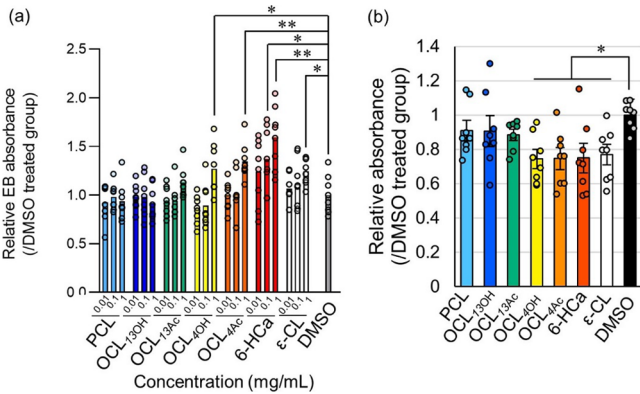 (a)
* ** * ** *
Relative EB absorbance
(/DMSO treated group)
2.5
2.0
1.5
1.0
0.5
0.0
0.01 0.1 1 0.01 0.1 1 0.01 0.1 1 0.01 0.1 1 0.01 0.1 1 0.01 0.1 1 0.01 0.1 1
PCL OCL13OH OCL13Ac OCL4OH OCL4Ac 6-HCa ε-CL DMSO
Concentration (mg/mL)
(b)
*
Relative absorbance
(/DMSO treated group)
1.4
1.2
1
0.8
0.6
0.4
0.2
0
PCL OCL13OH OCL13Ac OCL4OH OCL4Ac 6-HCa ε-CL DMSO